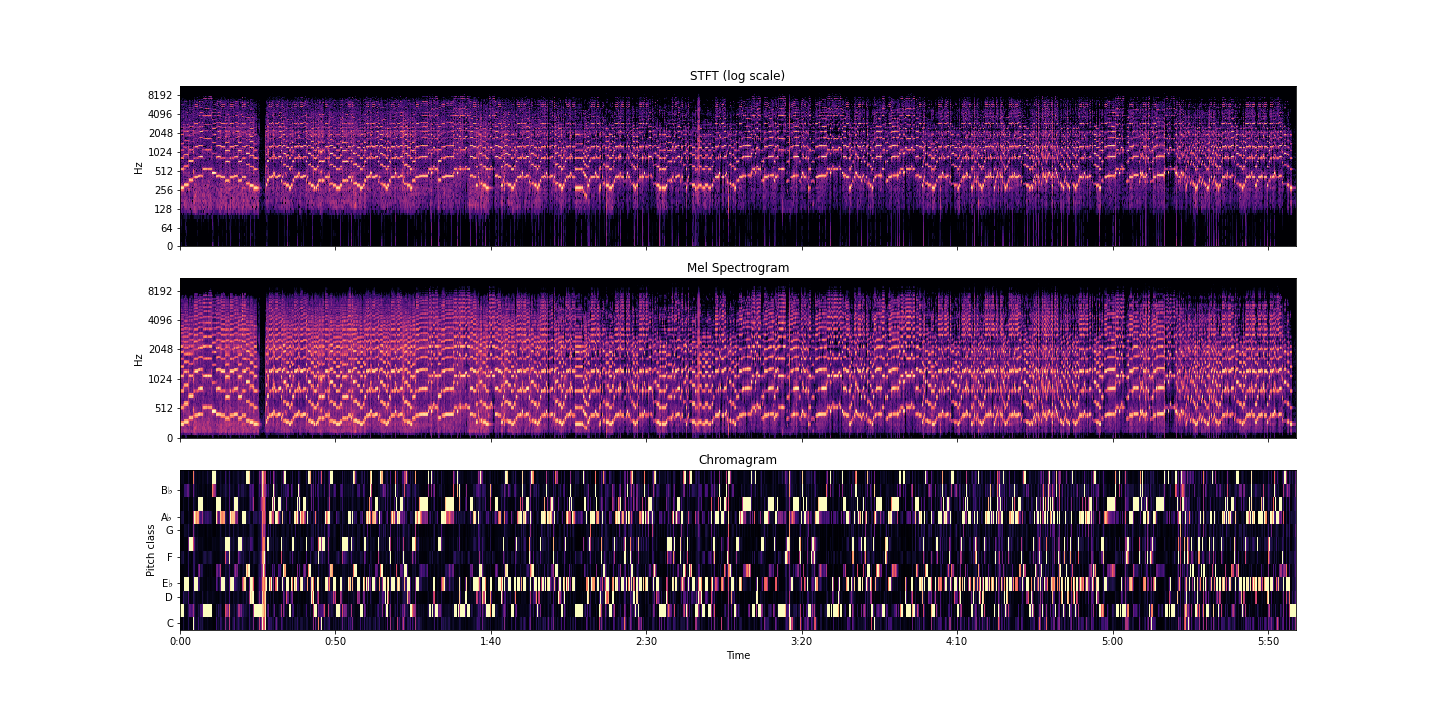 STFT (log scale)
8192
4096
2048
1024
512
256
128
64
0
Hz
Mel Spectrogram
8192
4096
2048
1024
512
0
Hz
Chromagram
B♭
A♭
G
F
E♭
D
C
Pitch class
0:00
0:50
1:40
2:30
3:20
4:10
5:00
5:50
Time